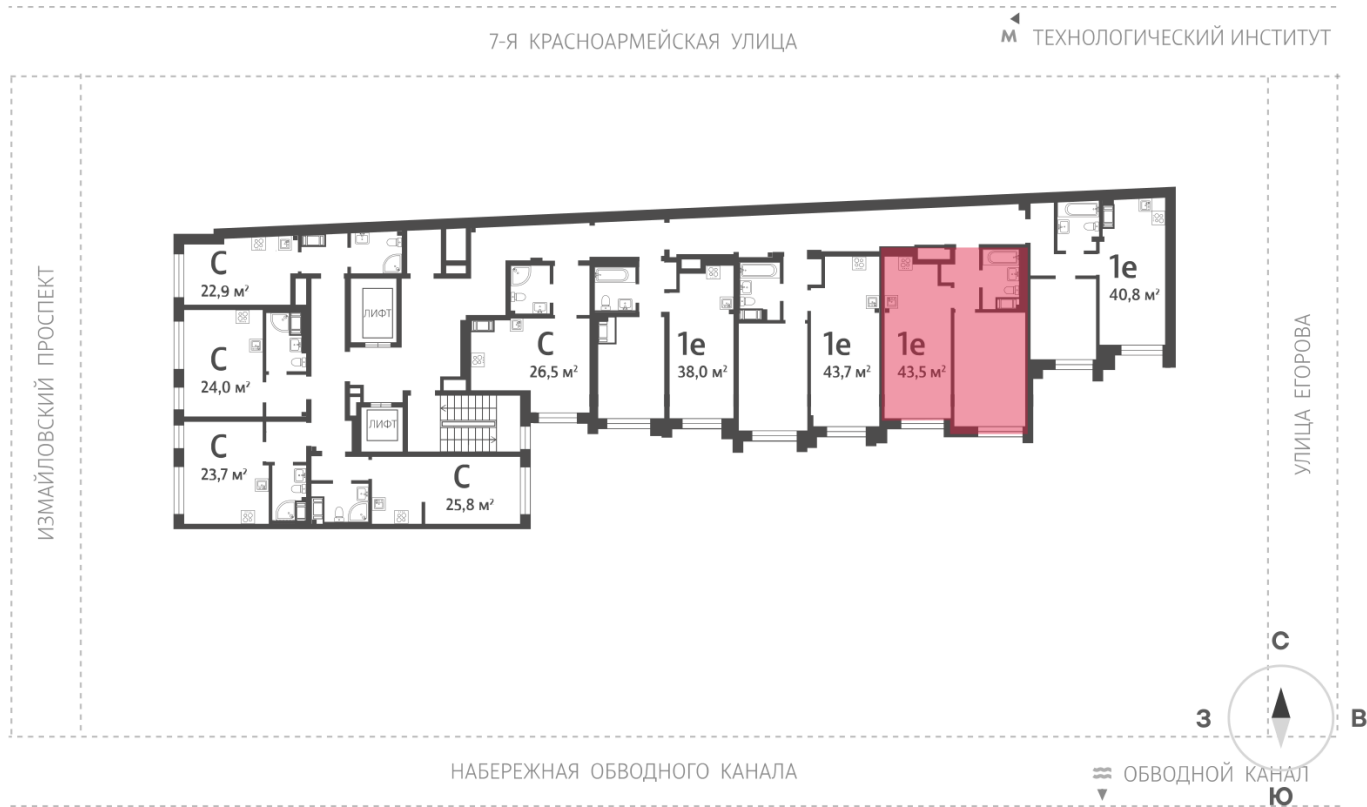 7-Я КРАСНОАРМЕЙСКАЯ УЛИЦА
М ТЕХНОЛОГИЧЕСКИЙ ИНСТИТУТ
ИЗМАЙЛОВСКИЙ ПРОСПЕКТ
С
22,9 м²
ЛИФТ
С
24,0 м²
ЛИФТ
С
23,7 м²
С
25,8 м²
С
26,5 м²
1е
38,0 м²
1е
43,7 м²
1е
43,5 м²
1е
40,8 м²
УЛИЦА ЕГОРОВА
С
З
В
Ю
НАБЕРЕЖНАЯ ОБВОДНОГО КАНАЛА
ОБВОДНОЙ КАНАЛ